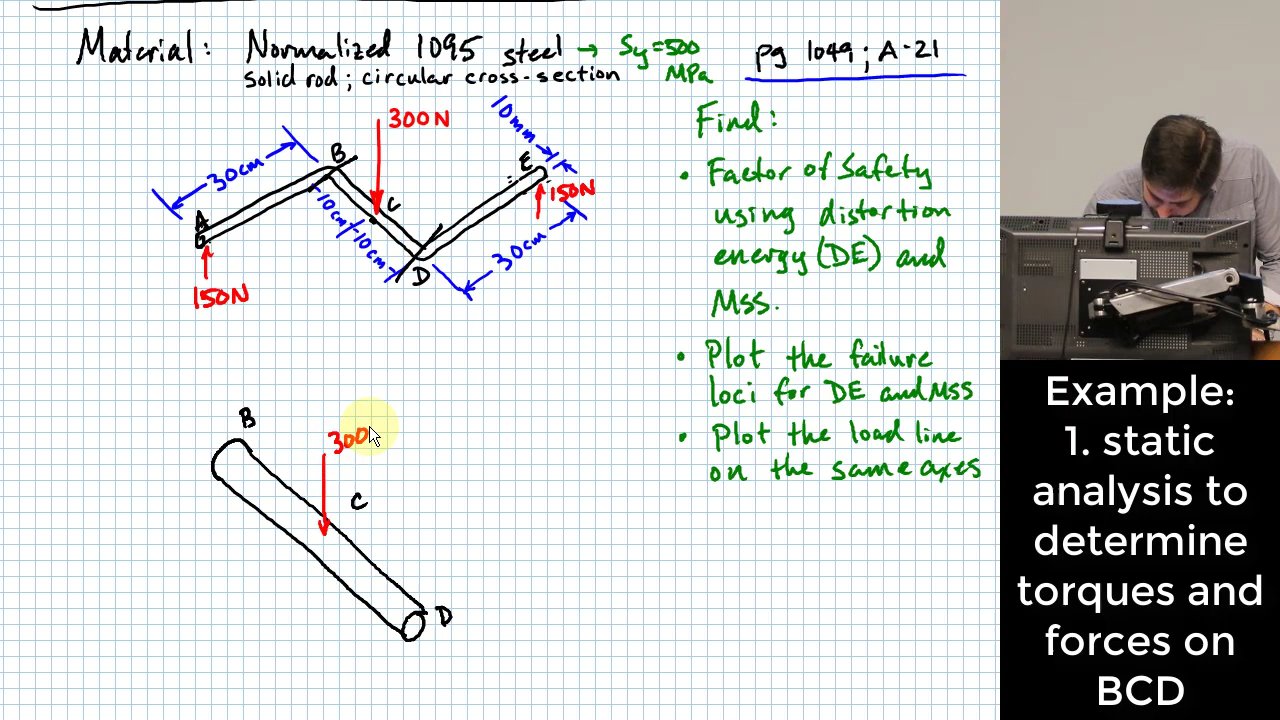 Material: Normalized 1095 steel → Sy=500 MPa
pg 1049; A-21
solid rod; circular cross-section
Find:
• Factor of Safety
using distortion
energy (DE) and
MSS.
• Plot the failure
loci for DE and MSS
• Plot the load line
on the same axes
300N
10mm
30cm
B
E
A
C
150N
10cm
10cm
30cm
D
150N
B
300
C
D
Example:
1. static
analysis to
determine
torques and
forces on
BCD